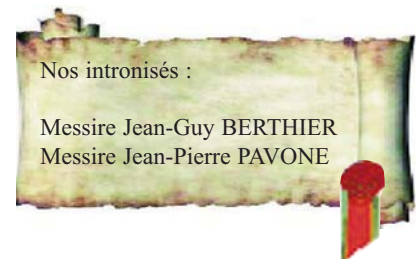 Nos intronisés :
Messire Jean-Guy BERTHIER
Messire Jean-Pierre PAVONE